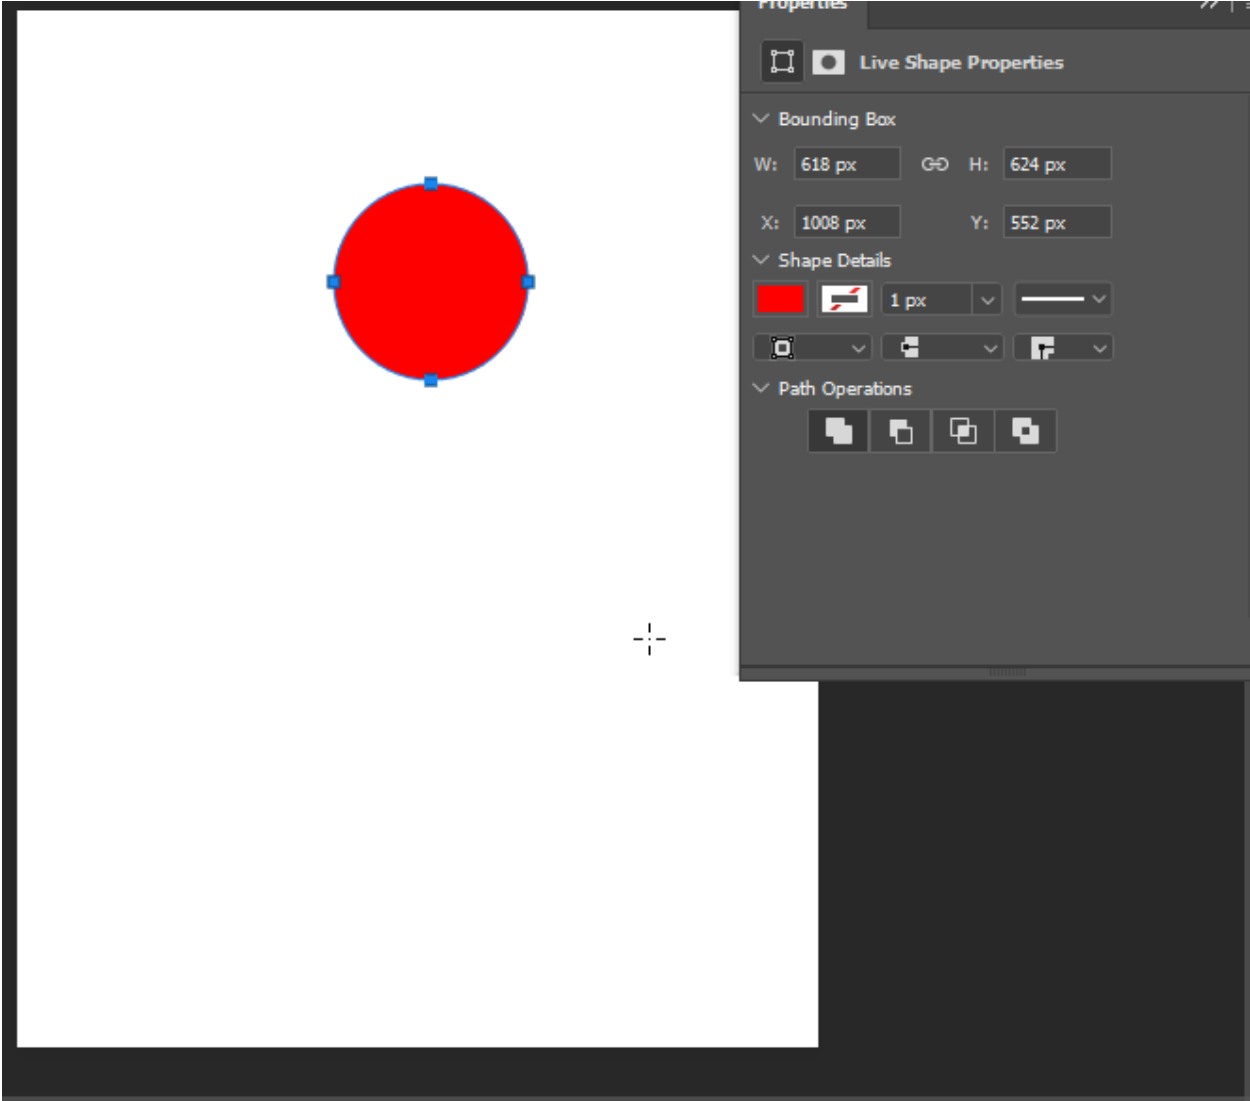 Properties
Live Shape Properties
Bounding Box
W: 618 px H: 624 px
X: 1008 px Y: 552 px
Shape Details
1 px
Path Operations